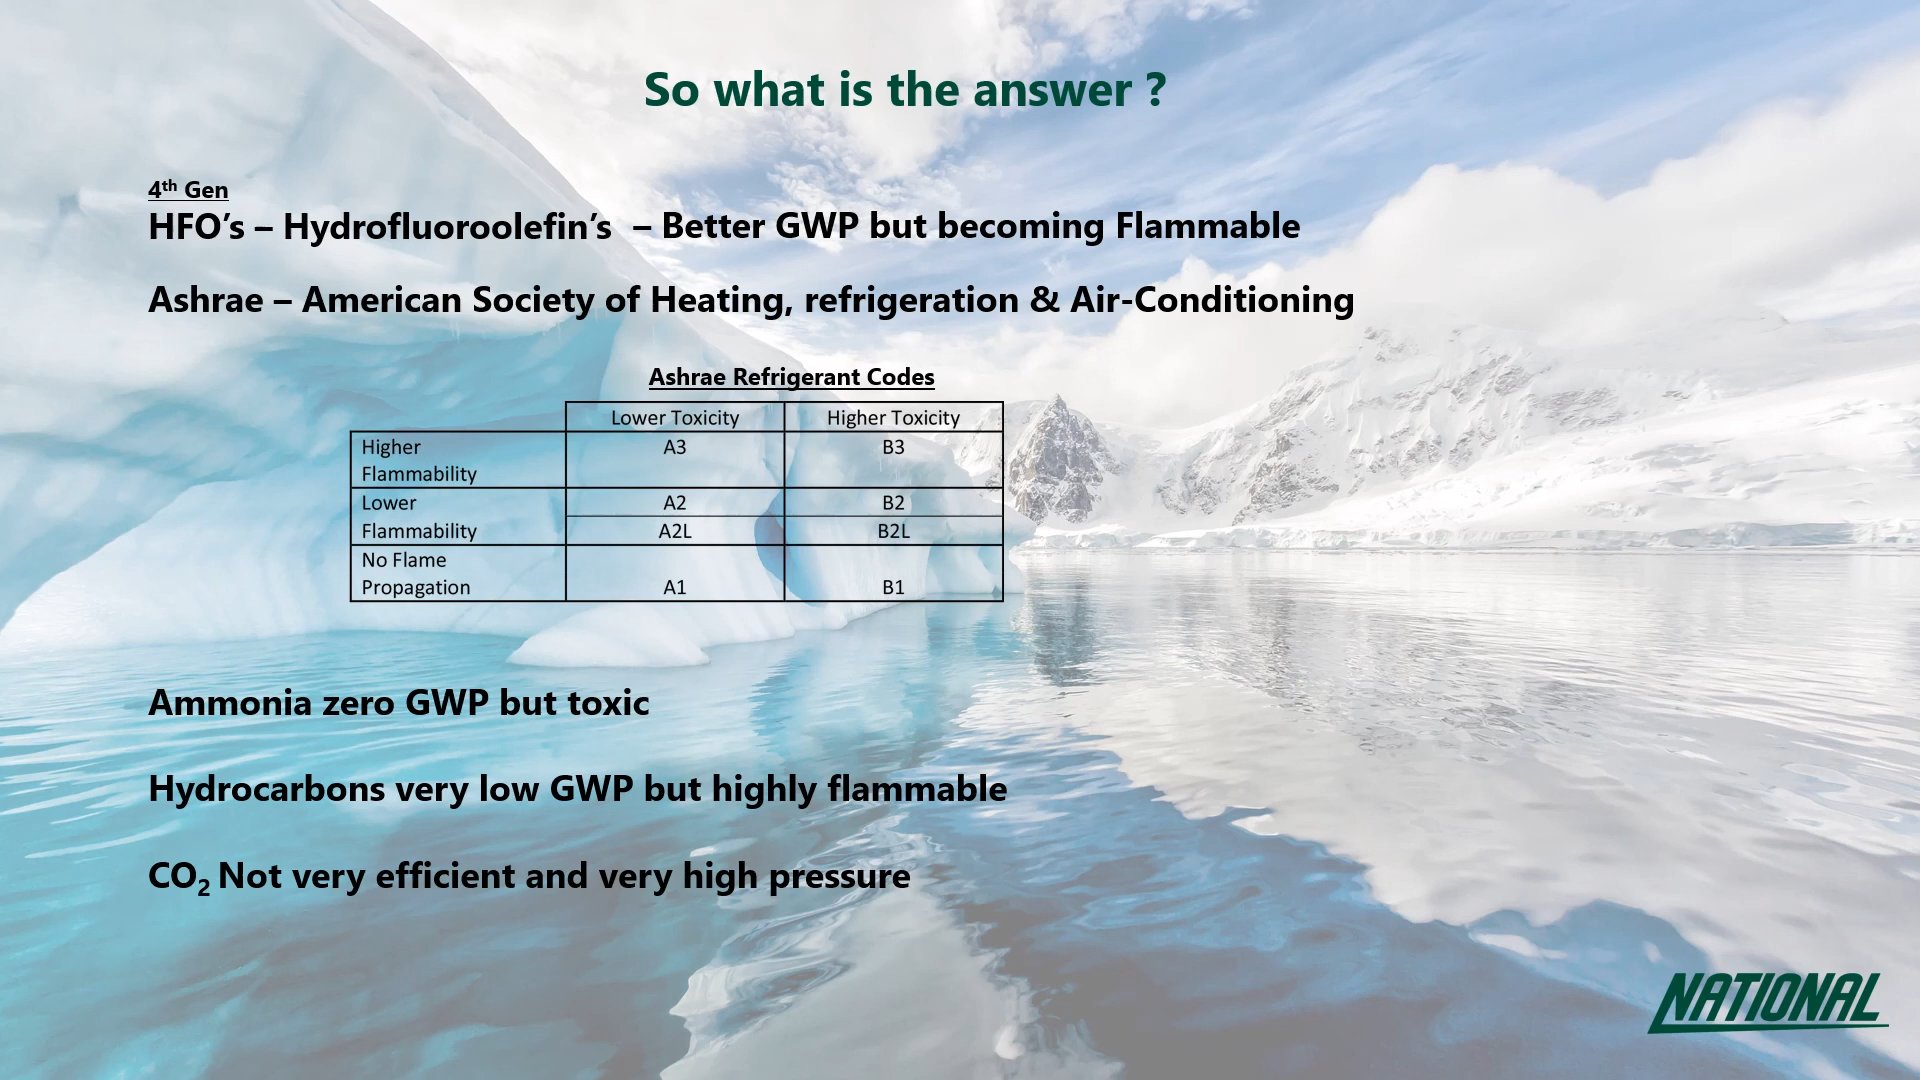 So what is the answer ?
4th Gen
HFO’s – Hydrofluoroolefin’s – Better GWP but becoming Flammable
Ashrae – American Society of Heating, refrigeration & Air-Conditioning
Ashrae Refrigerant Codes
Lower Toxicity Higher Toxicity
Higher A3 B3
Flammability
Lower A2 B2
Flammability A2L B2L
No Flame
Propagation A1 B1
Ammonia zero GWP but toxic
Hydrocarbons very low GWP but highly flammable
CO2 Not very efficient and very high pressure
NATIONAL